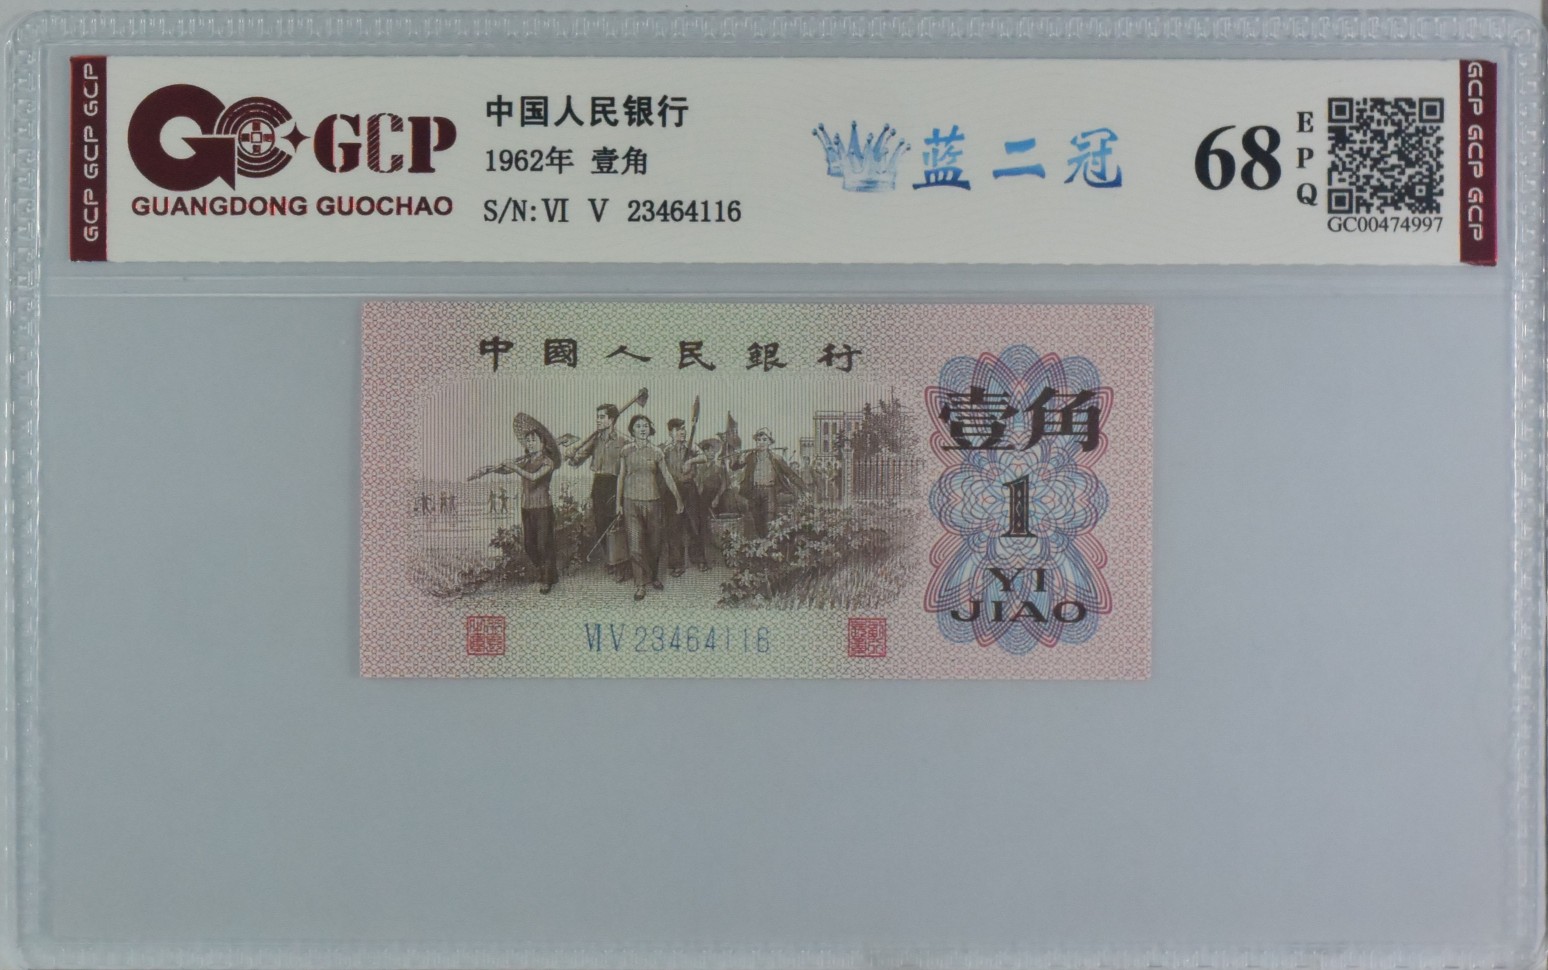 GCP GCP GCP
GCP
GUANGDONG GUOCHAO
中国人民银行
1962年 壹角
S/N:Ⅵ Ⅴ 23464116
蓝二冠
68
EPQ
GC00474997
GCP GCP GCP
中國人民銀行
壹角
1
YI
JIAO
ⅥⅤ23464116